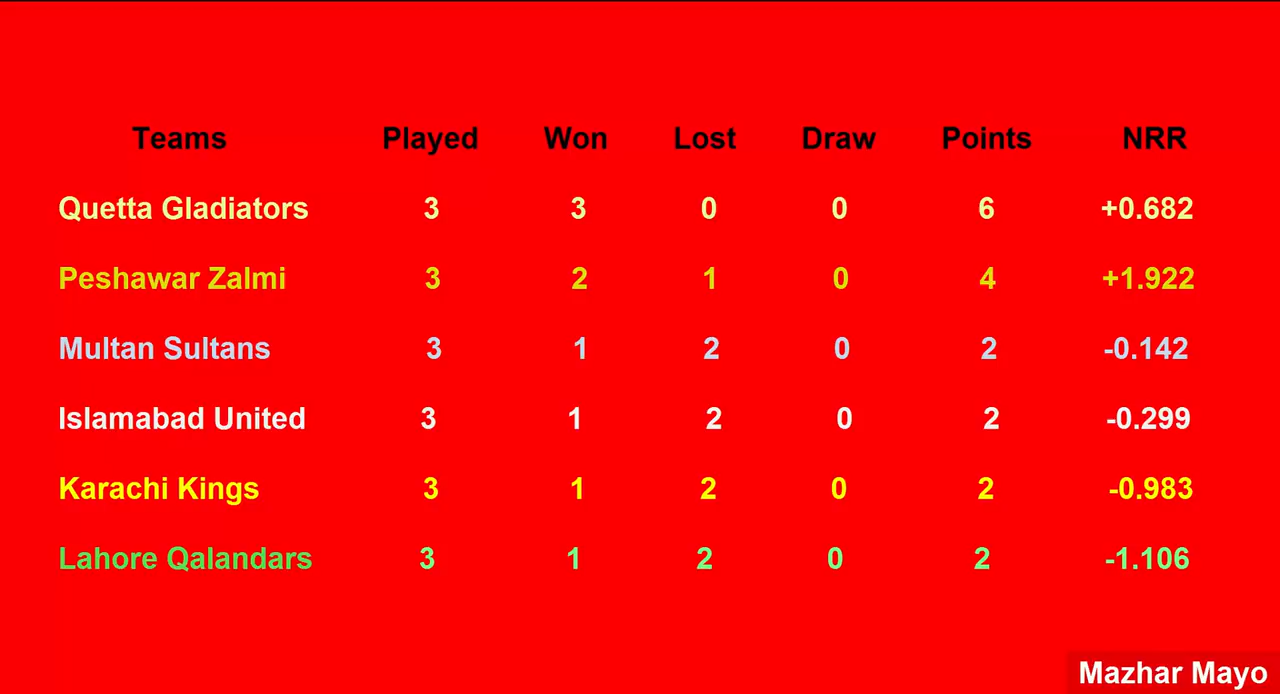 Teams Played Won Lost Draw Points NRR
Quetta Gladiators 3 3 0 0 6 +0.682
Peshawar Zalmi 3 2 1 0 4 +1.922
Multan Sultans 3 1 2 0 2 -0.142
Islamabad United 3 1 2 0 2 -0.299
Karachi Kings 3 1 2 0 2 -0.983
Lahore Qalandars 3 1 2 0 2 -1.106
Mazhar Mayo